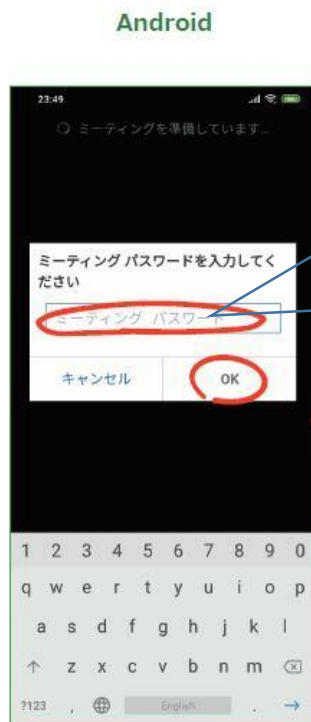 Android
23:49
ミーティングを準備しています...
ミーティング パスワードを入力してく
ださい
ミーティング パスワード
キャンセル OK
1 2 3 4 5 6 7 8 9 0
q w e r t y u i o p
a s d f g h j k l
z x c v b n m
?123 , English .